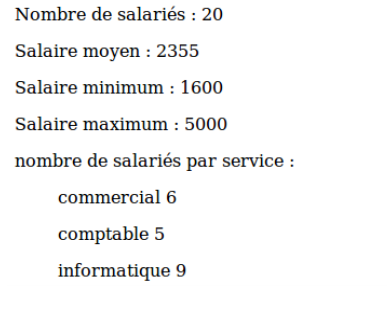 Nombre de salariés : 20
Salaire moyen : 2355
Salaire minimum : 1600
Salaire maximum : 5000
nombre de salariés par service :
commercial 6
comptable 5
informatique 9